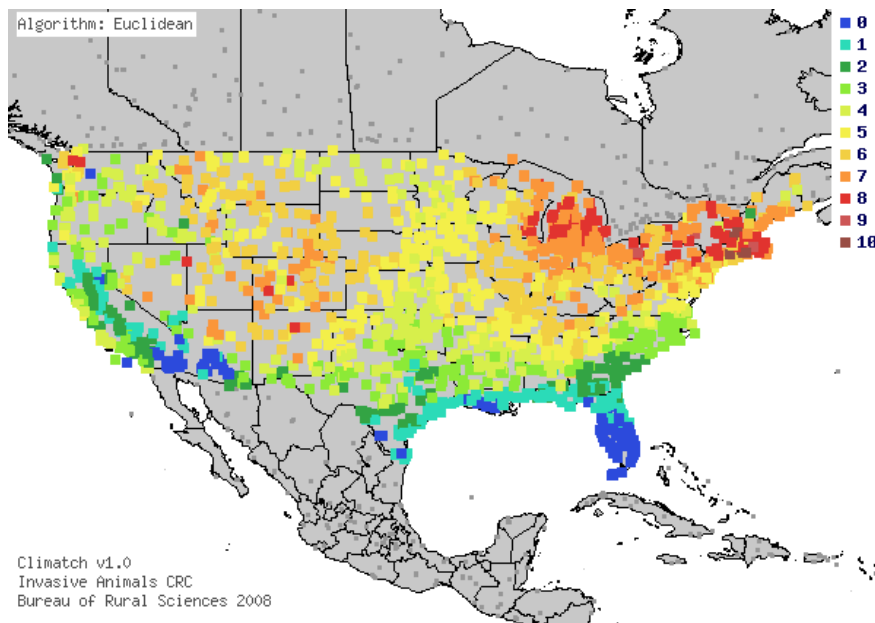 Algorithm: Euclidean
0
1
2
3
4
5
6
7
8
9
10
Climatch v1.0
Invasive Animals CRC
Bureau of Rural Sciences 2008